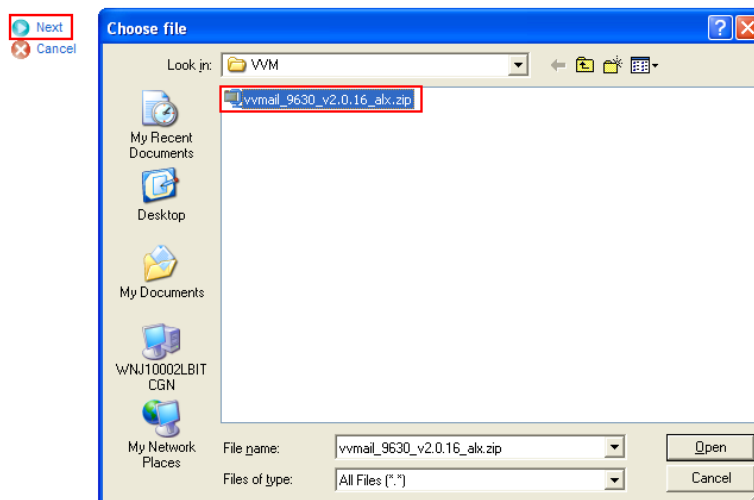 Next
Cancel
Choose file
Look in:
VVM
vvmail_9630_v2.0.16_alx.zip
My Recent
Documents
Desktop
My Documents
WNJ10002LBIT
CGN
My Network
Places
File name:
vvmail_9630_v2.0.16_alx.zip
Open
Files of type:
All Files (*.*)
Cancel